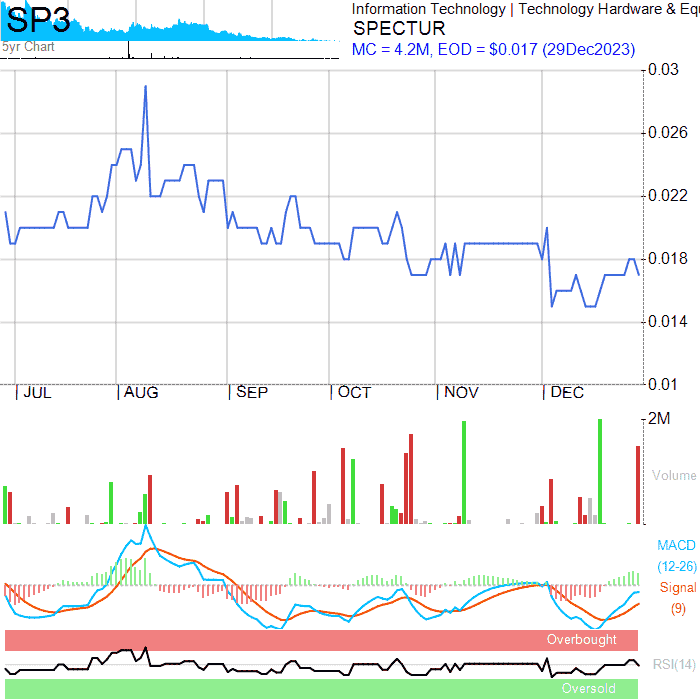 SP3
5yr Chart
Information Technology | Technology Hardware & Equ
SPECTUR
MC = 4.2M, EOD = $0.017 (29Dec2023)
0.03
0.026
0.022
0.018
0.014
0.01
JUL AUG SEP OCT NOV DEC
2M
Volume
MACD
(12-26)
Signal
(9)
Overbought
RSI(14)
Oversold